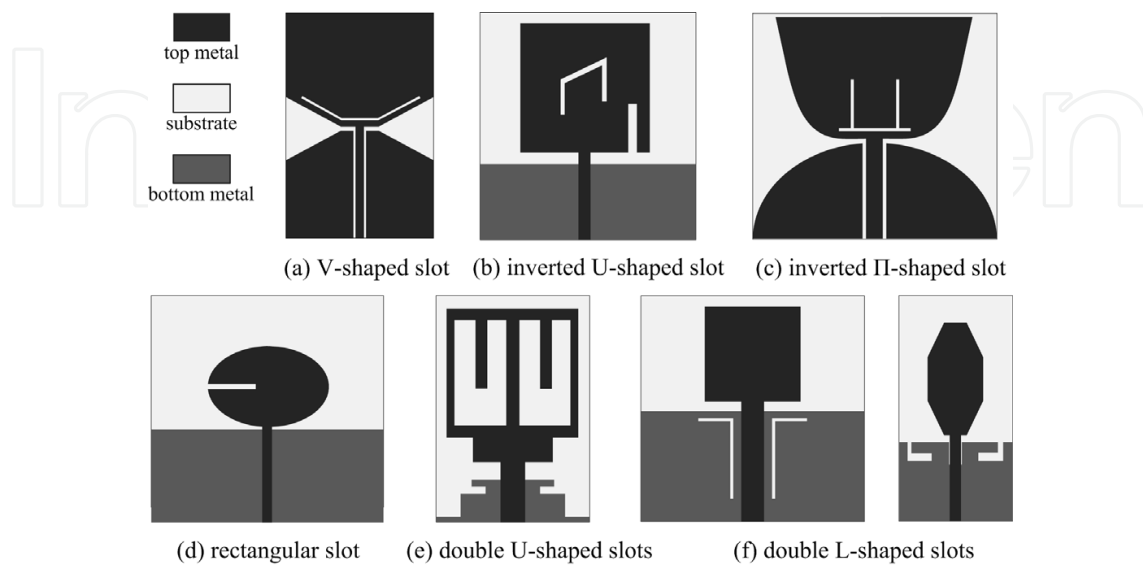 top metal
substrate
bottom metal
(a) V-shaped slot
(b) inverted U-shaped slot
(c) inverted Π-shaped slot
(d) rectangular slot
(e) double U-shaped slots
(f) double L-shaped slots